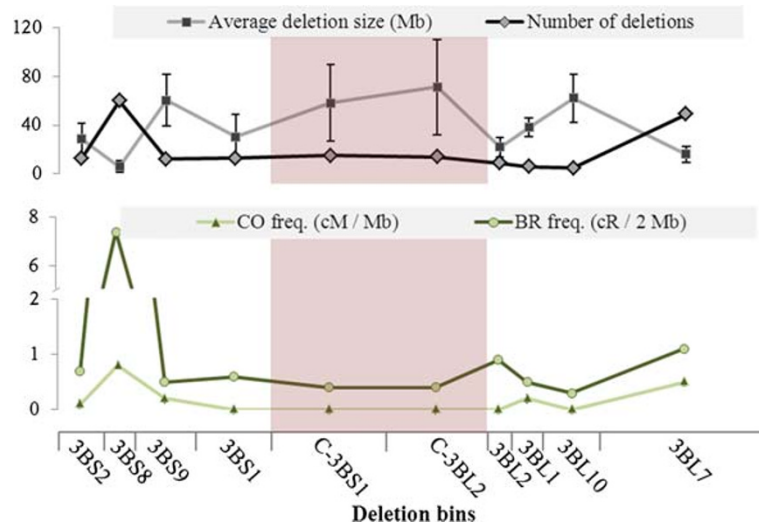 Average deletion size (Mb) Number of deletions
120
80
40
0
CO freq. (cM / Mb) BR freq. (cR / 2 Mb)
8
6
2
1
0
3BS2 3BS8 3BS9 3BS1 C-3BS1 C-3BL2 3BL2 3BL1 3BL10 3BL7
Deletion bins